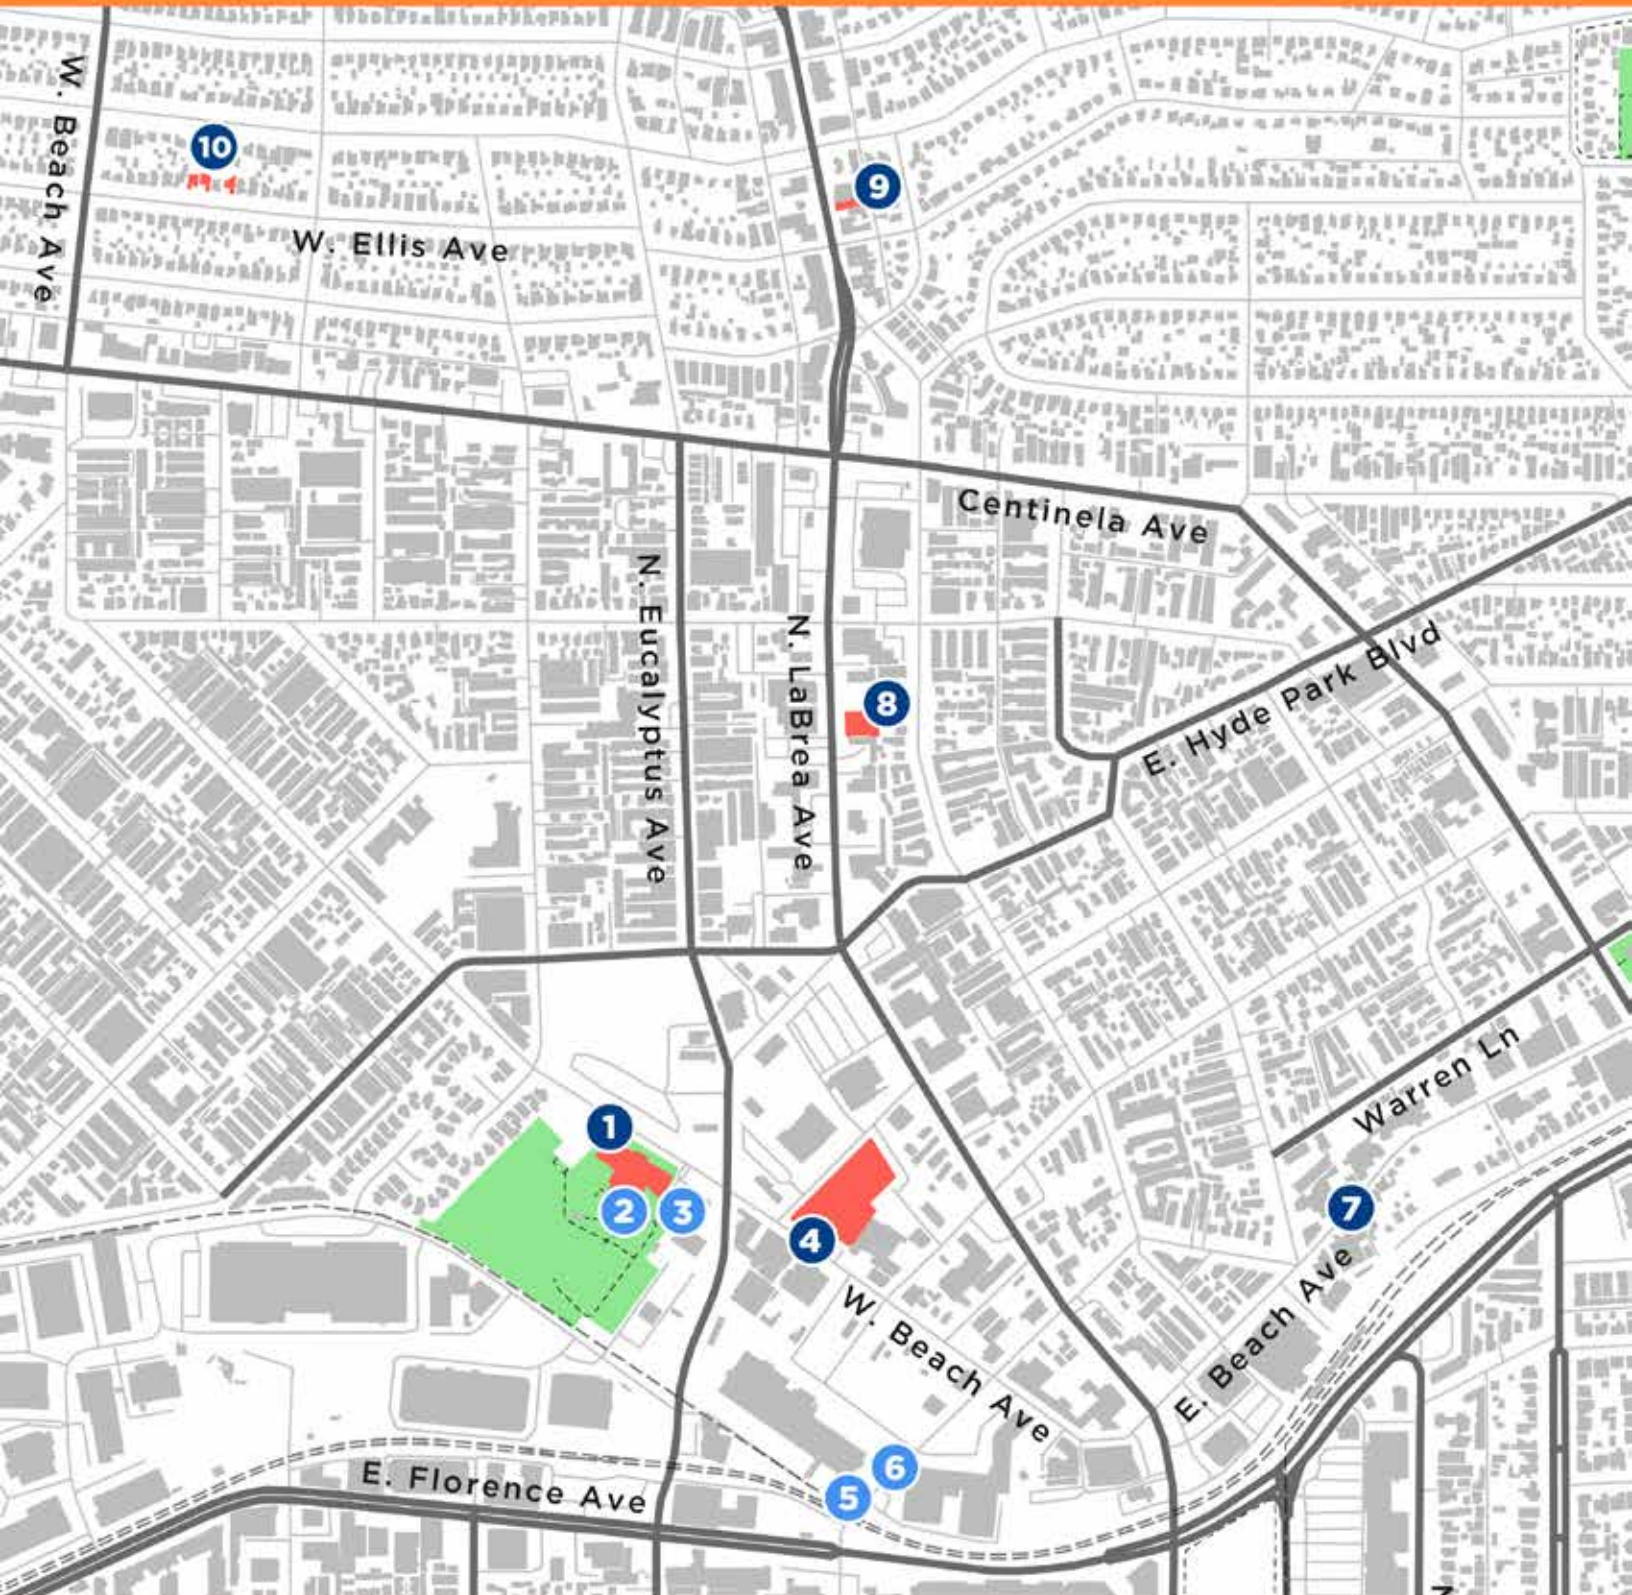 W. Beach Ave
10
9
W. Ellis Ave
Centinela Ave
N. Eucalyptus Ave
N. LaBrea Ave
E. Hyde Park Blvd
8
Warren Ln
1
2
3
4
7
W. Beach Ave
E. Beach Ave
6
5
E. Florence Ave